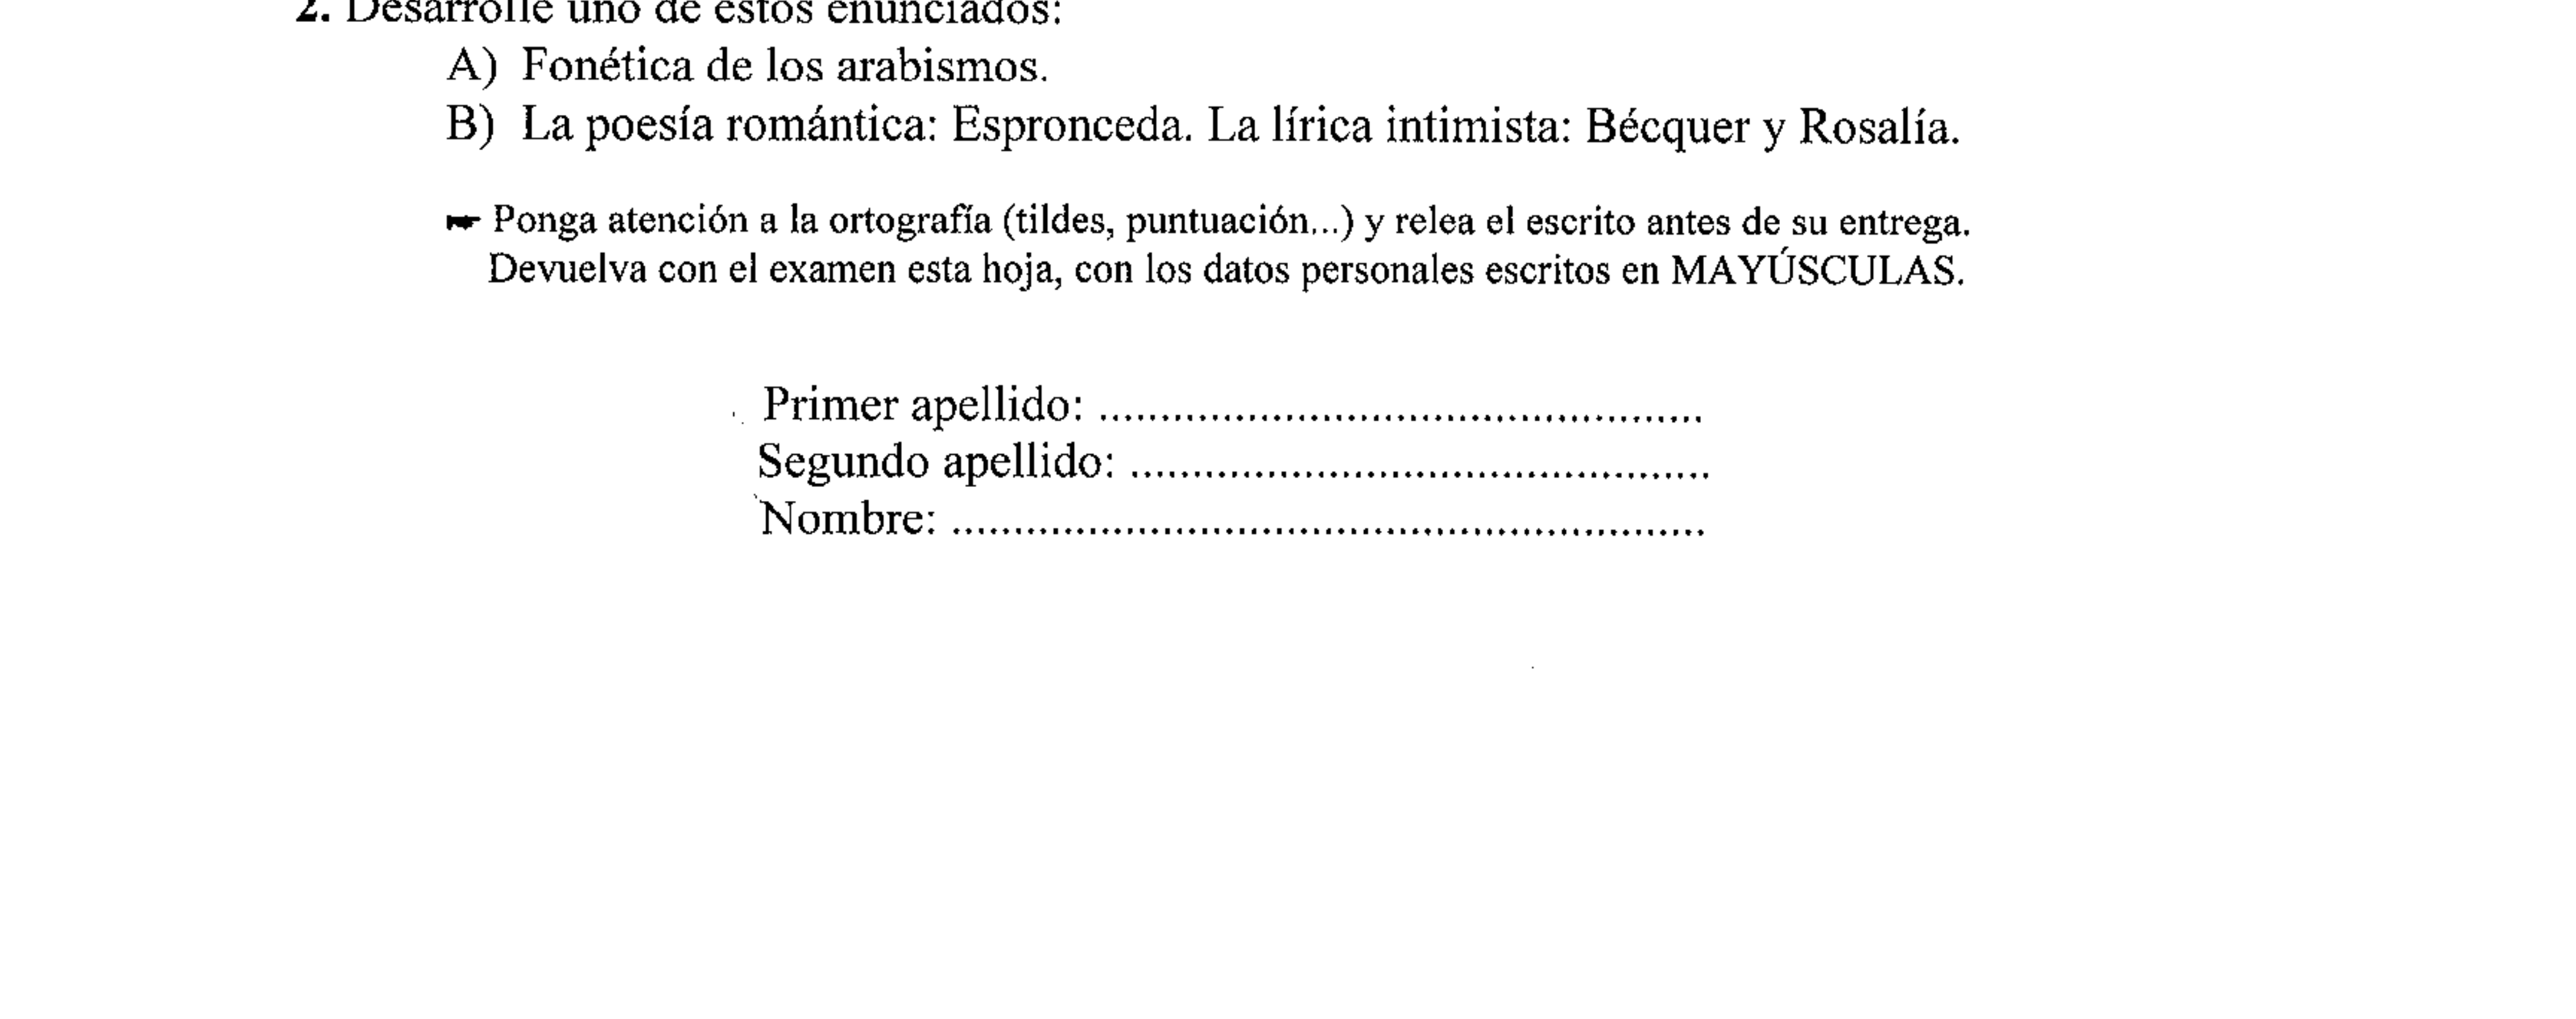 2. Desarrolle uno de estos enunciados:
A) Fonética de los arabismos.
B) La poesía romántica: Espronceda. La lírica intimista: Bécquer y Rosalía.
☛ Ponga atención a la ortografía (tildes, puntuación...) y relea el escrito antes de su entrega.
Devuelva con el examen esta hoja, con los datos personales escritos en MAYÚSCULAS.
Primer apellido: ................................................
Segundo apellido: ..............................................
Nombre: ............................................................